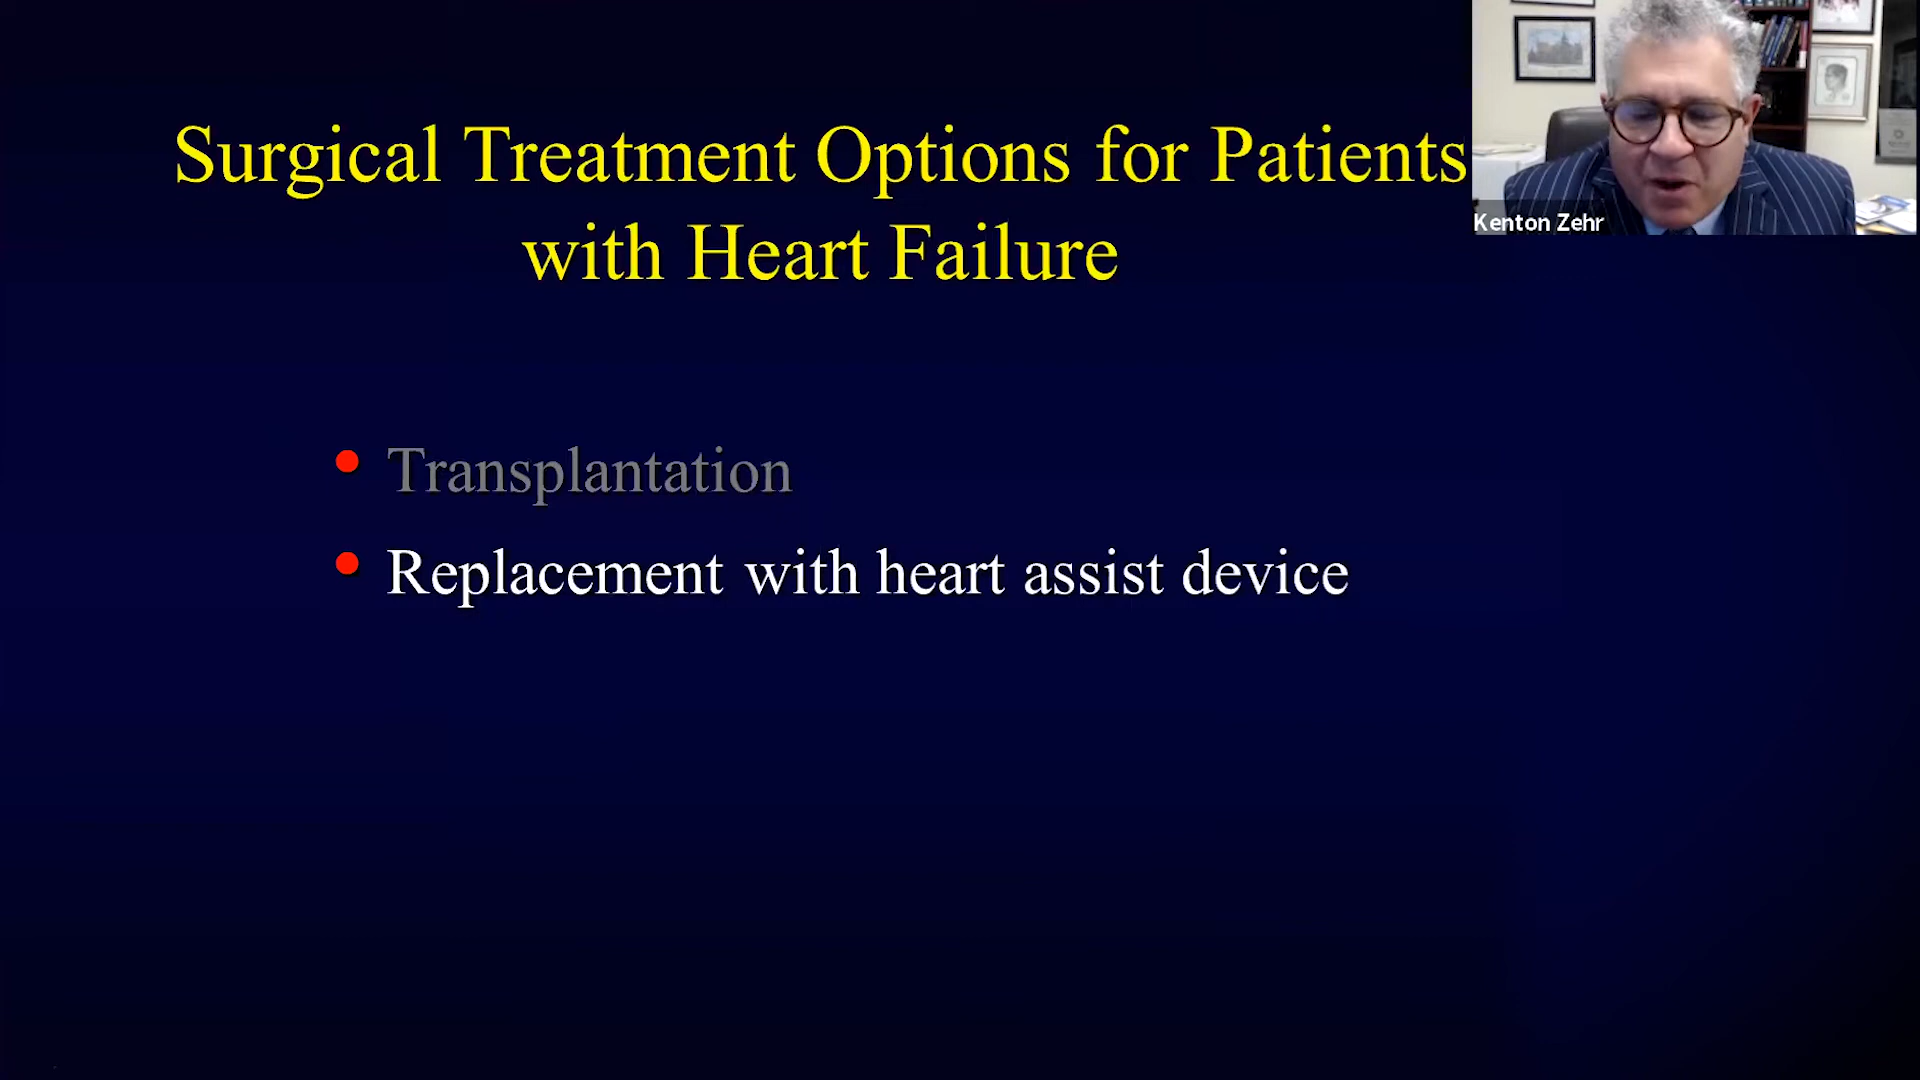 Surgical Treatment Options for Patients
with Heart Failure
Kenton Zehr
• Transplantation
• Replacement with heart assist device